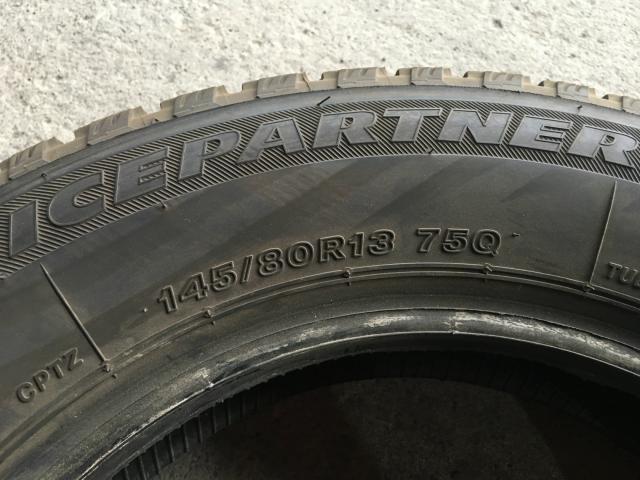 ICEPARTNER
145/80R13 75Q
CPTZ